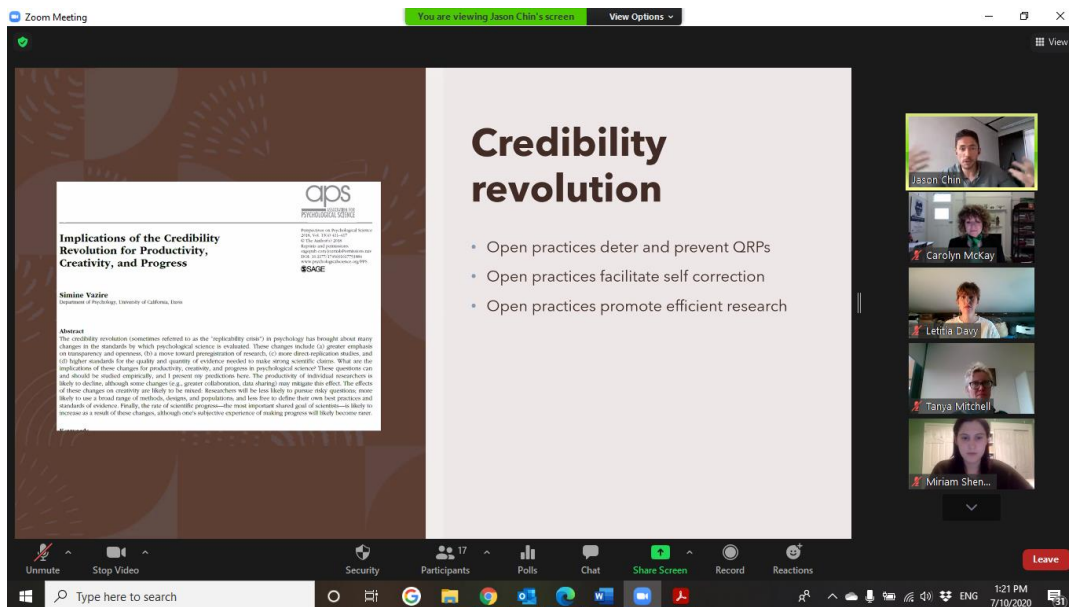 Zoom Meeting
You are viewing Jason Chin's screen
View Options
View
Credibility
revolution
Open practices deter and prevent QRPs
Open practices facilitate self correction
Open practices promote efficient research
aps
ASSOCIATION FOR
PSYCHOLOGICAL SCIENCE
Perspectives on Psychological Science
SAGE
Implications of the Credibility
Revolution for Productivity,
Creativity, and Progress
Simine Vazire
Department of Psychology, University of California, Davis
Abstract
The credibility revolution (sometimes referred to as the "replicability crisis") in psychology has brought about many
changes in the standards by which psychological science is evaluated. These changes include (a) greater emphasis
on transparency and openness, (b) a move toward preregistration of research, (c) more direct-replication studies, and
(d) higher standards for the quality and quantity of evidence needed to make strong scientific claims. What are the
implications of these changes for productivity, creativity, and progress in psychological science? These questions can
and should be studied empirically, and I present my predictions here. The productivity of individual researchers is
likely to decline, although some changes (e.g., greater collaboration, data sharing) may mitigate this effect. The effects
of these changes on creativity are likely to be mixed: Researchers will be less likely to pursue risky questions; more
likely to use a broad range of methods, designs, and populations; and less free to define their own best practices and
standards of evidence. Finally, the rate of scientific progress—the most important shared goal of scientists—is likely to
increase as a result of these changes, although one's subjective experience of making progress will likely become rarer.
Jason Chin
Carolyn McKay
Letitia Davy
Tanya Mitchell
Miriam Shen...
Unmute
Stop Video
Security
17
Participants
Polls
Chat
Share Screen
Record
Reactions
Leave
Type here to search
ENG
1:21 PM
7/10/2020
31